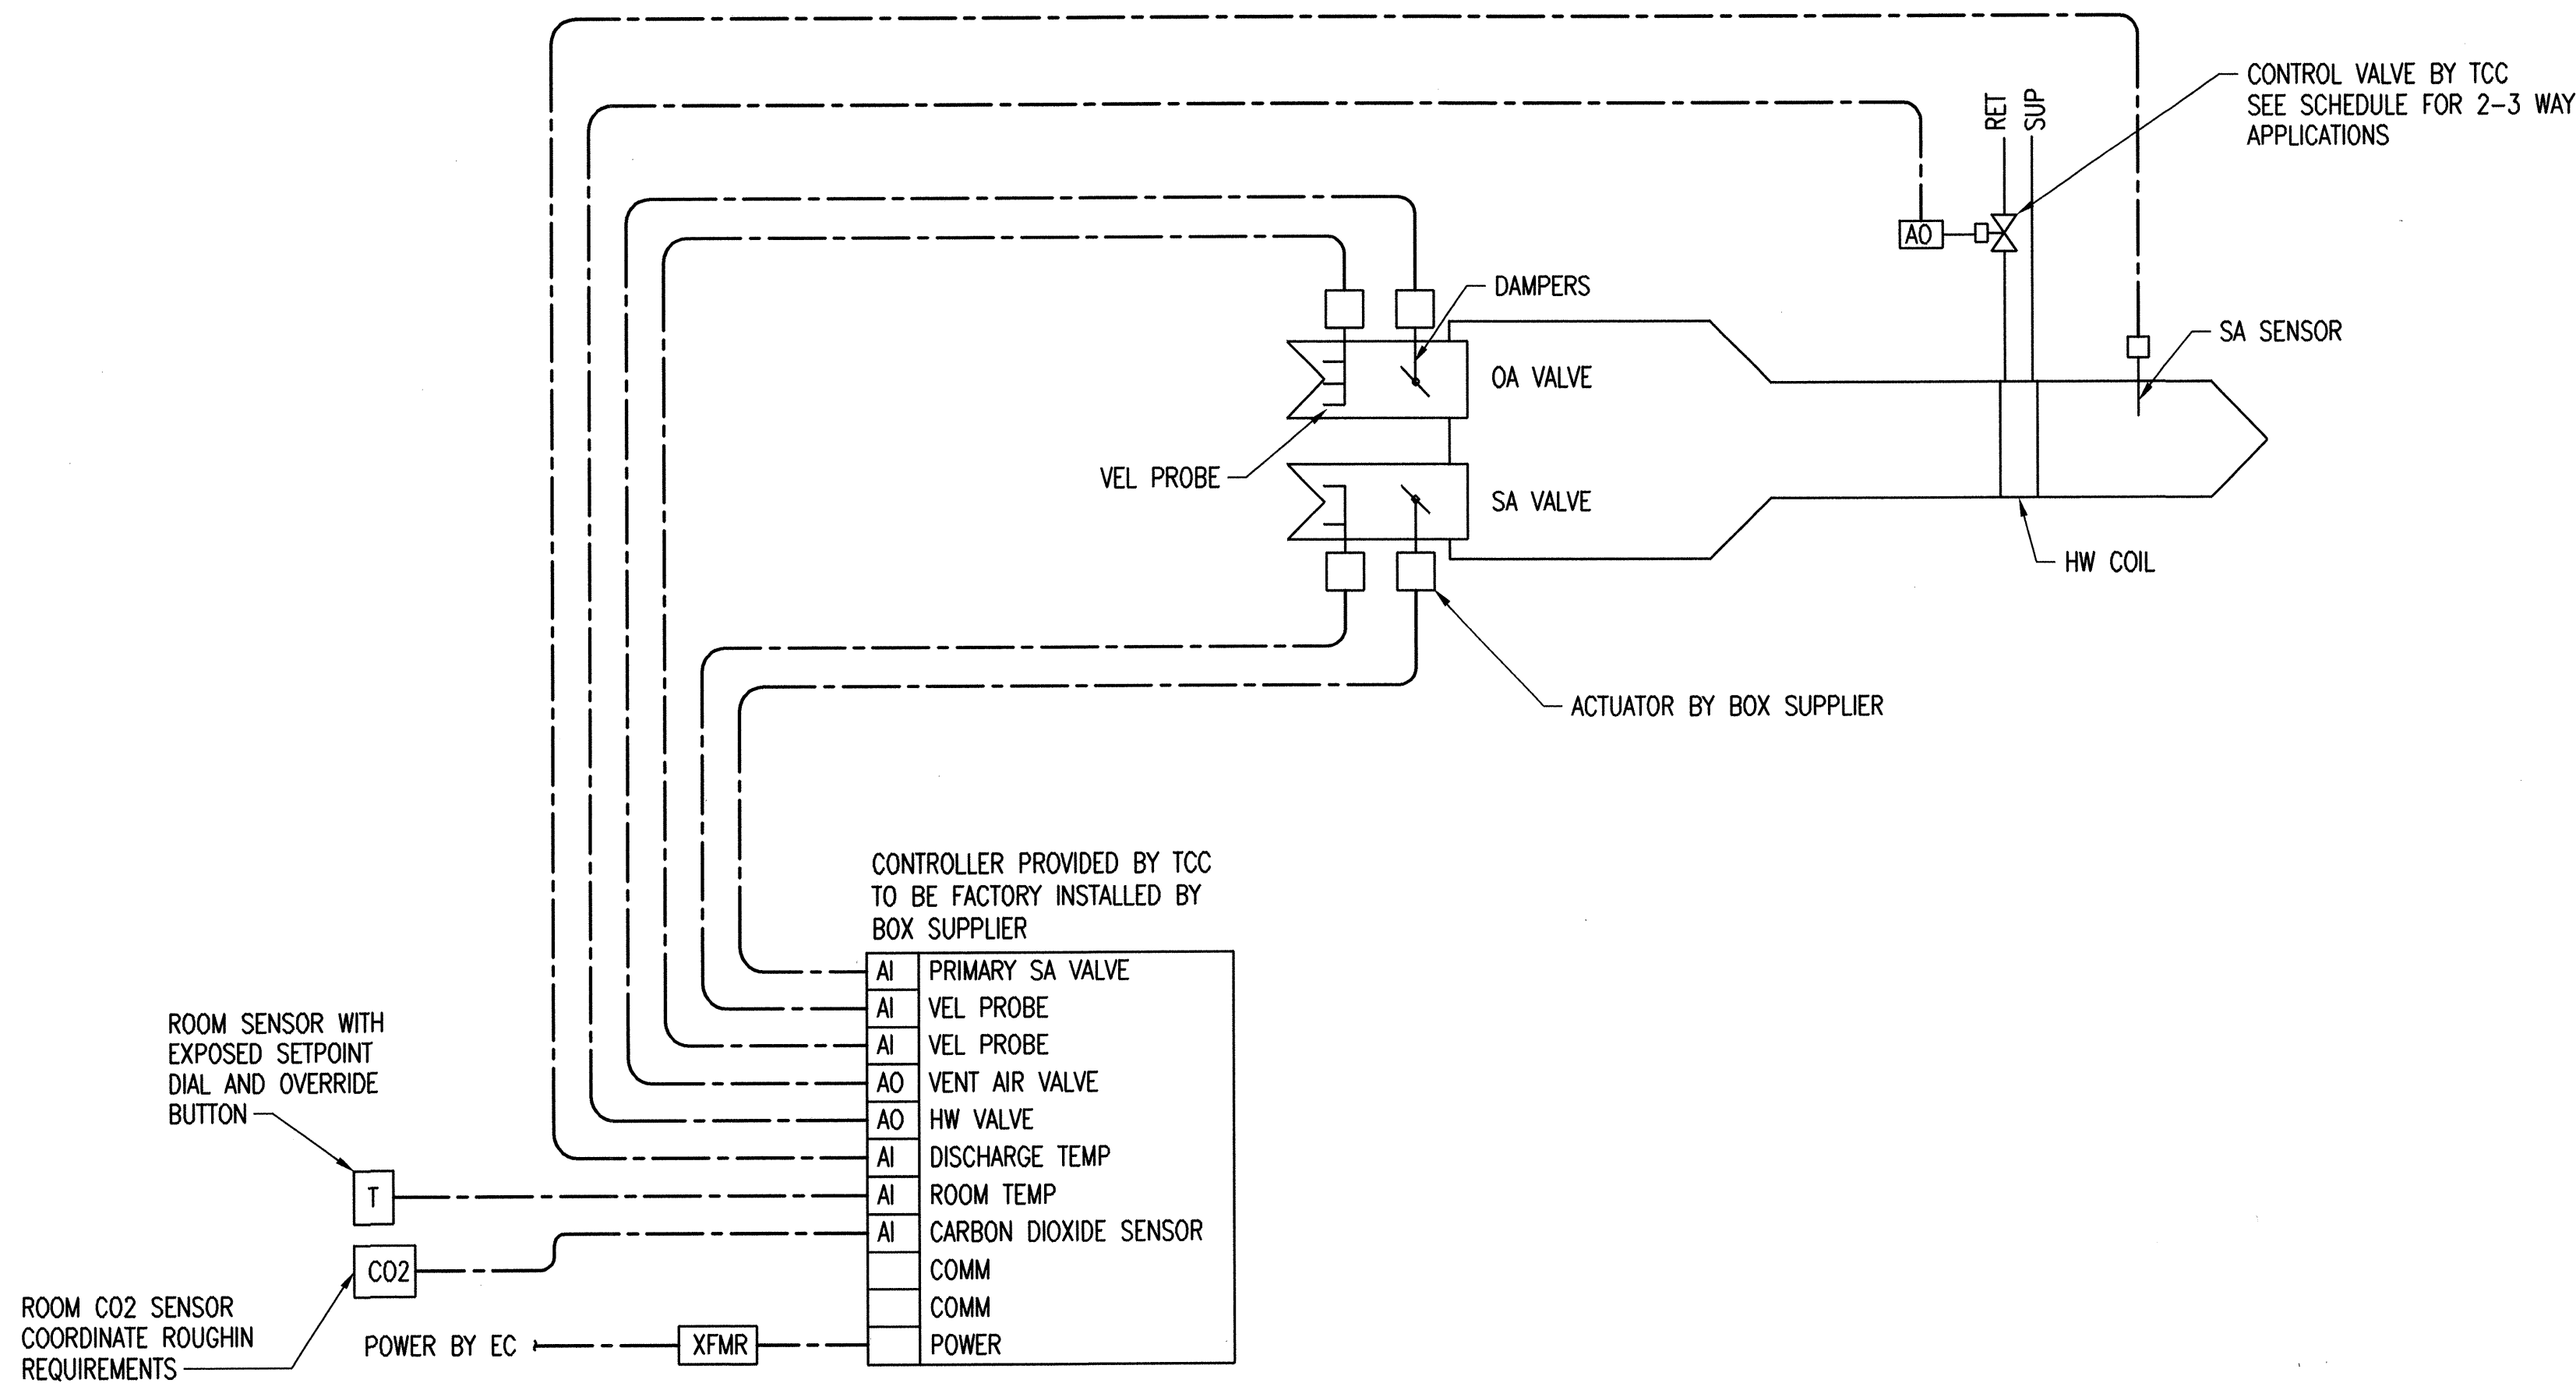 CONTROL VALVE BY TCC
SEE SCHEDULE FOR 2-3 WAY
APPLICATIONS
RET
SUP
AO
DAMPERS
SA SENSOR
OA VALVE
VEL PROBE
SA VALVE
HW COIL
ACTUATOR BY BOX SUPPLIER
CONTROLLER PROVIDED BY TCC
TO BE FACTORY INSTALLED BY
BOX SUPPLIER
AI PRIMARY SA VALVE
AI VEL PROBE
AI VEL PROBE
AO VENT AIR VALVE
AO HW VALVE
AI DISCHARGE TEMP
AI ROOM TEMP
AI CARBON DIOXIDE SENSOR
COMM
COMM
POWER
ROOM SENSOR WITH
EXPOSED SETPOINT
DIAL AND OVERRIDE
BUTTON
T
CO2
ROOM CO2 SENSOR
COORDINATE ROUGHIN
REQUIREMENTS
POWER BY EC
XFMR